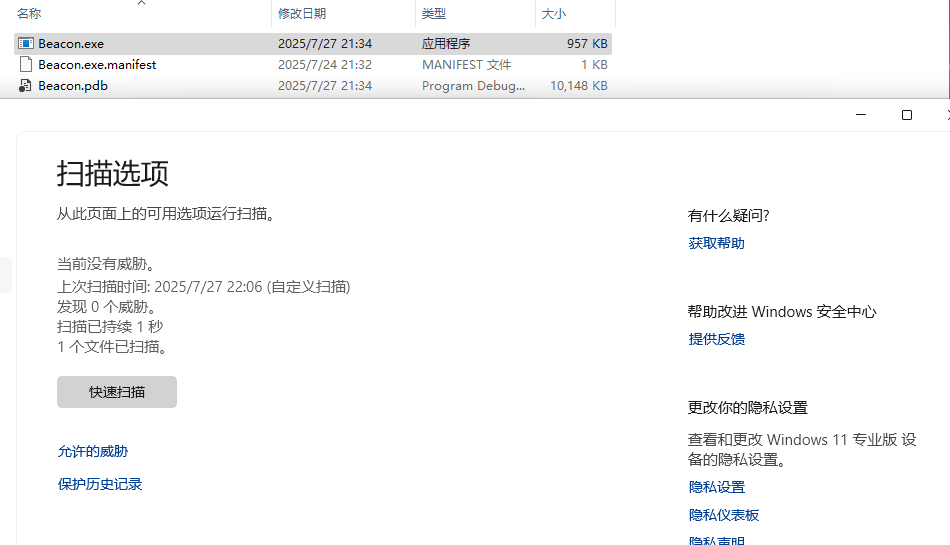 名称 修改日期 类型 大小
Beacon.exe 2025/7/27 21:34 应用程序 957 KB
Beacon.exe.manifest 2025/7/24 21:32 MANIFEST 文件 1 KB
Beacon.pdb 2025/7/27 21:34 Program Debug... 10,148 KB
扫描选项
从此页面上的可用选项运行扫描。
当前没有威胁。
上次扫描时间: 2025/7/27 22:06 (自定义扫描)
发现 0 个威胁。
扫描已持续 1 秒
1 个文件已扫描。
快速扫描
允许的威胁
保护历史记录
有什么疑问?
获取帮助
帮助改进 Windows 安全中心
提供反馈
更改你的隐私设置
查看和更改 Windows 11 专业版 设
备的隐私设置。
隐私设置
隐私仪表板
隐私声明